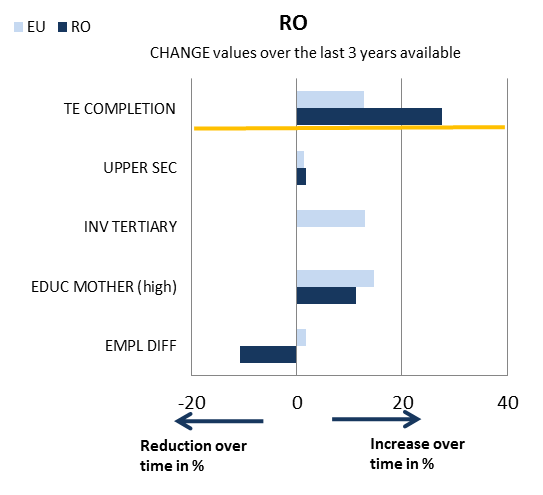 RO
EU RO
CHANGE values over the last 3 years available
TE COMPLETION
UPPER SEC
INV TERTIARY
EDUC MOTHER (high)
EMPL DIFF
-20 0 20 40
Reduction over
time in %
Increase over
time in %